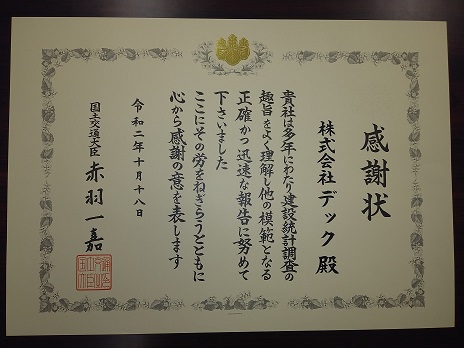 感謝状
株式会社デック 殿
貴社は多年にわたり建設統計調査の
趣旨をよく理解し他の模範となる
正確かつ迅速な報告に努めて
下さいました
ここにその労をねぎらうとともに
心から感謝の意を表します
令和二年十月十八日
国土交通大臣 赤羽一嘉